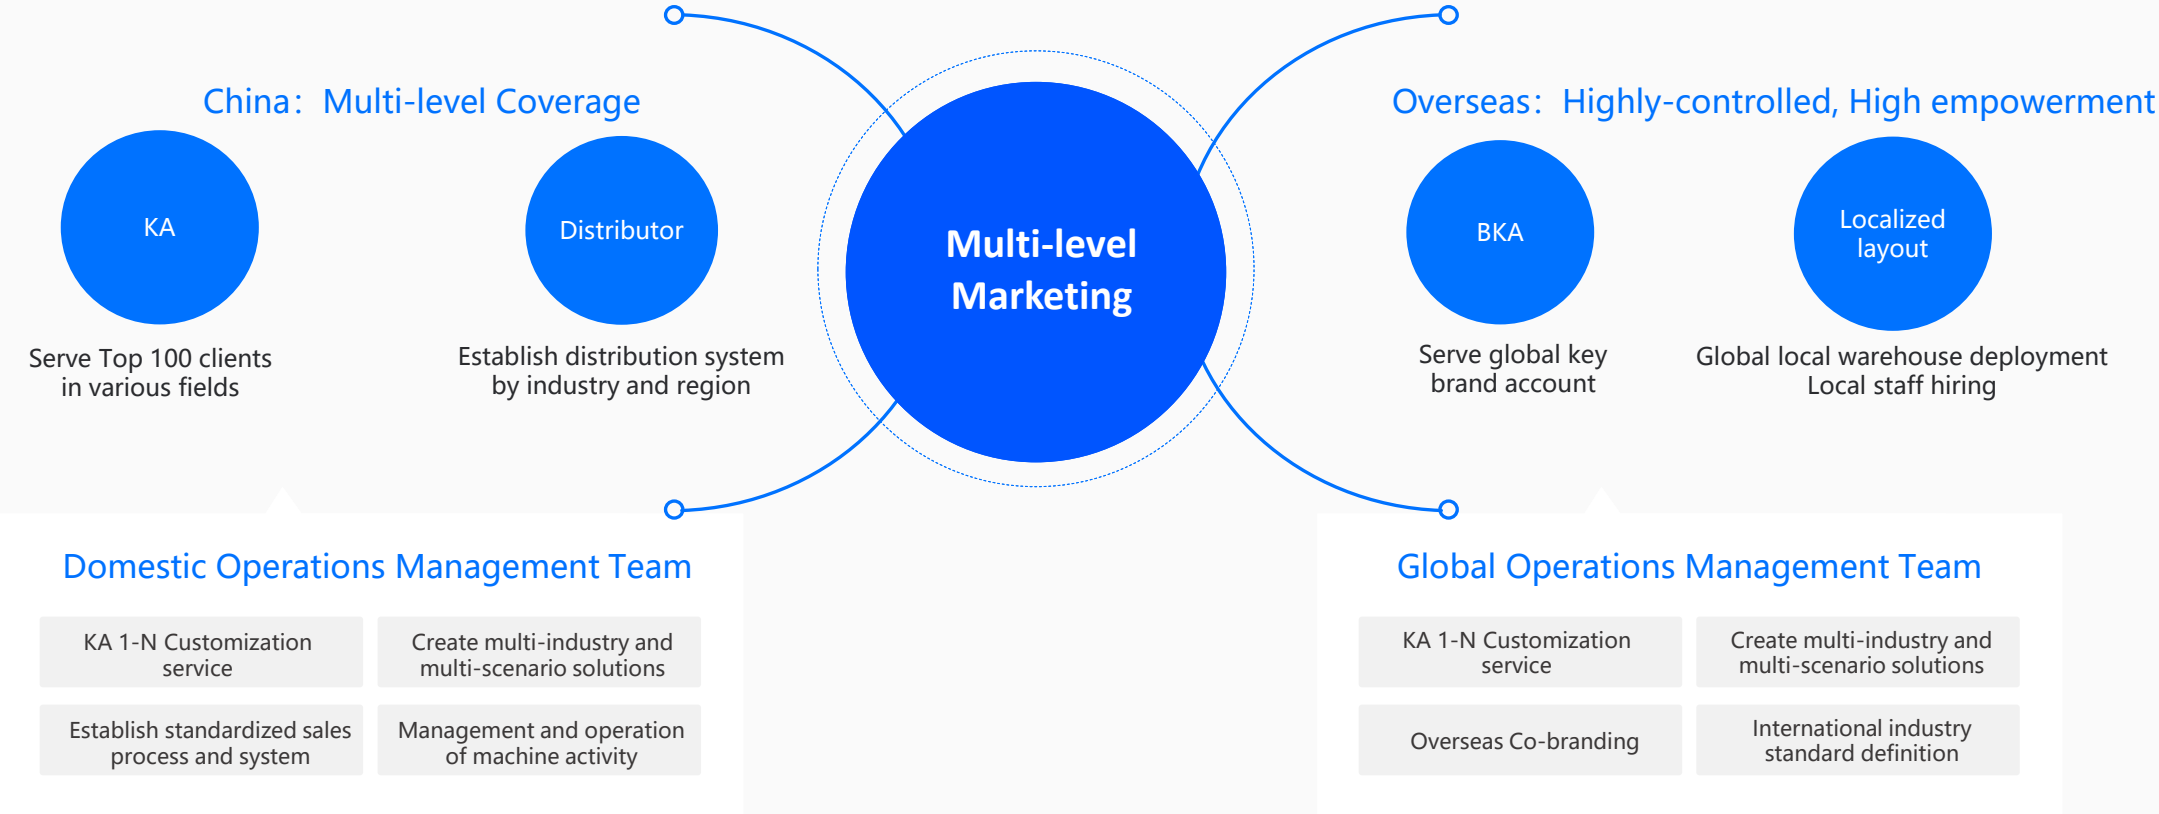 China：Multi-level Coverage
KA
Serve Top 100 clients
in various fields
Distributor
Establish distribution system
by industry and region
Multi-level
Marketing
Overseas：Highly-controlled, High empowerment
BKA
Serve global key
brand account
Localized
layout
Global local warehouse deployment
Local staff hiring
Domestic Operations Management Team
KA 1-N Customization
service
Create multi-industry and
multi-scenario solutions
Establish standardized sales
process and system
Management and operation
of machine activity
Global Operations Management Team
KA 1-N Customization
service
Create multi-industry and
multi-scenario solutions
Overseas Co-branding
International industry
standard definition